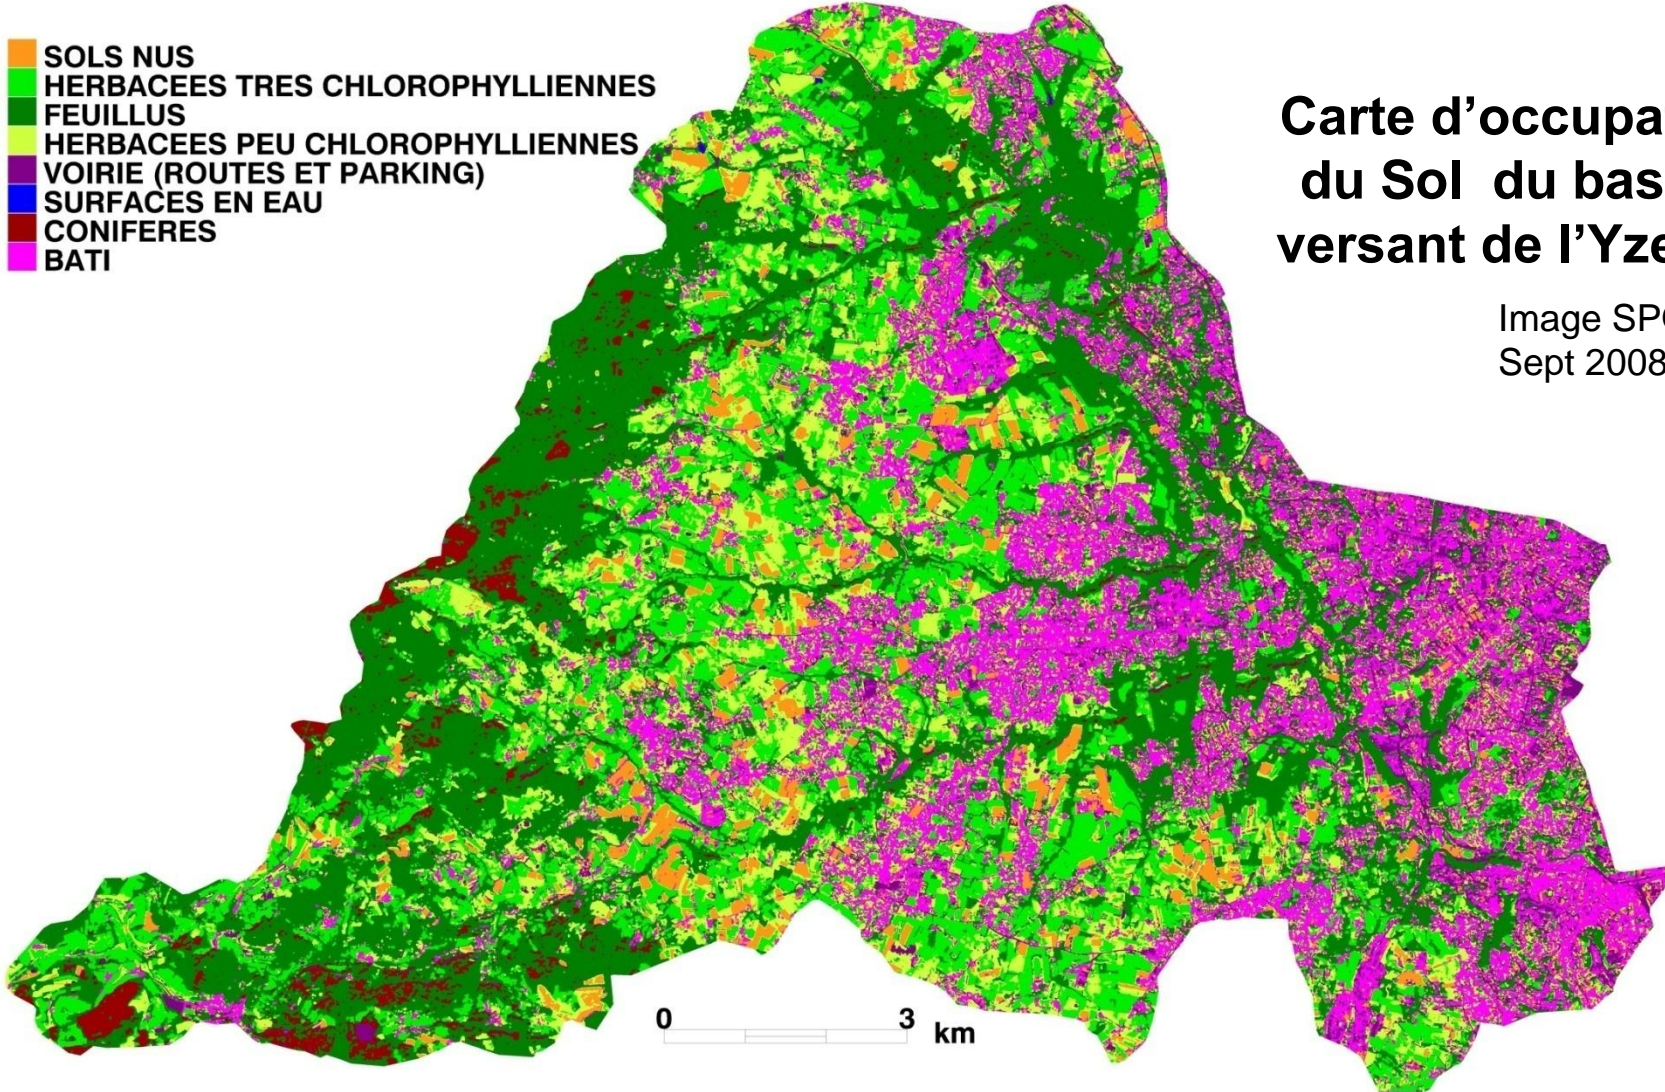 SOLS NUS
HERBACEES TRES CHLOROPHYLLIENNES
FEUILLUS
HERBACEES PEU CHLOROPHYLLIENNES
VOIRIE (ROUTES ET PARKING)
SURFACES EN EAU
CONIFERES
BATI
Carte d’occupa
du Sol du bas
versant de l’Yze
Image SP
Sept 2008
0 3 km